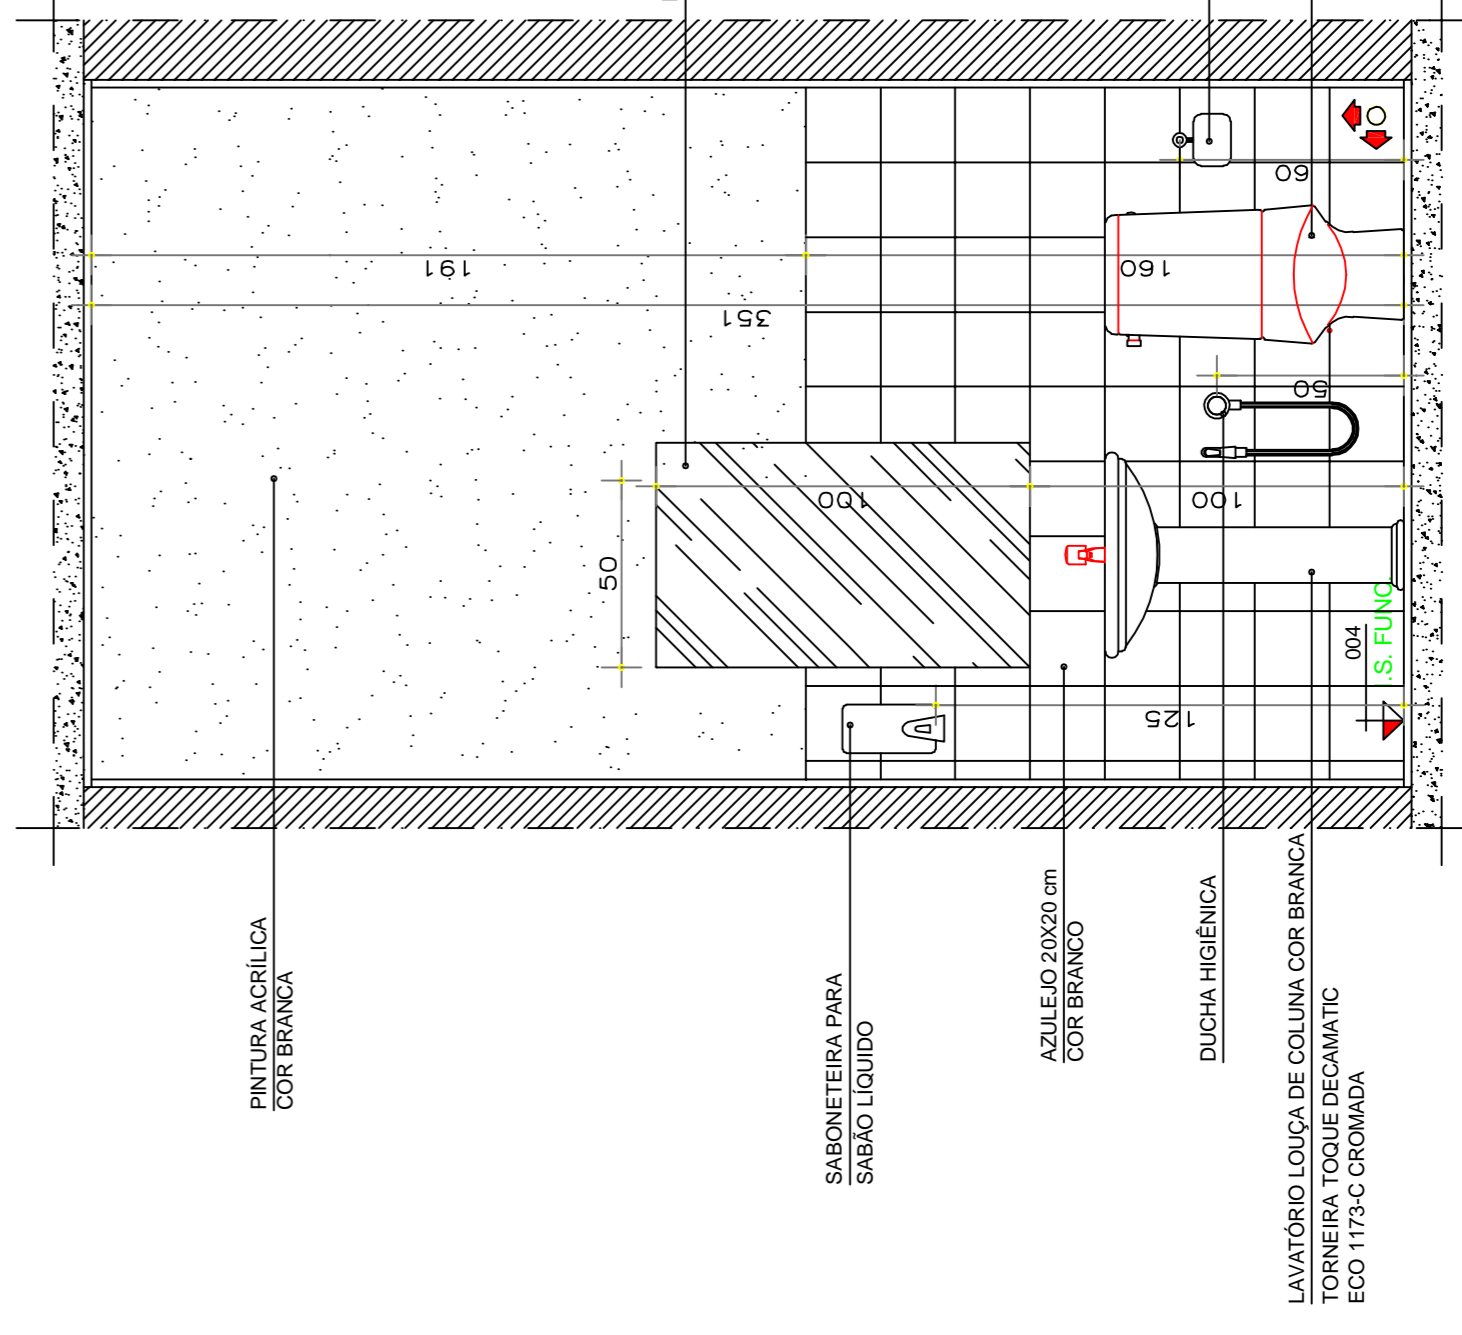 PINTURA ACRÍLICA
COR BRANCA
SABONETEIRA PARA
SABÃO LÍQUIDO
AZULEJO 20X20 cm
COR BRANCO
DUCHA HIGIÊNICA
LAVATÓRIO LOUÇA DE COLUNA COR BRANCA
TORNEIRA TOQUE DECAMATIC
ECO 1173-C CROMADA
191
351
160
60
50
100
100
50
125
004
.S. FUNC.